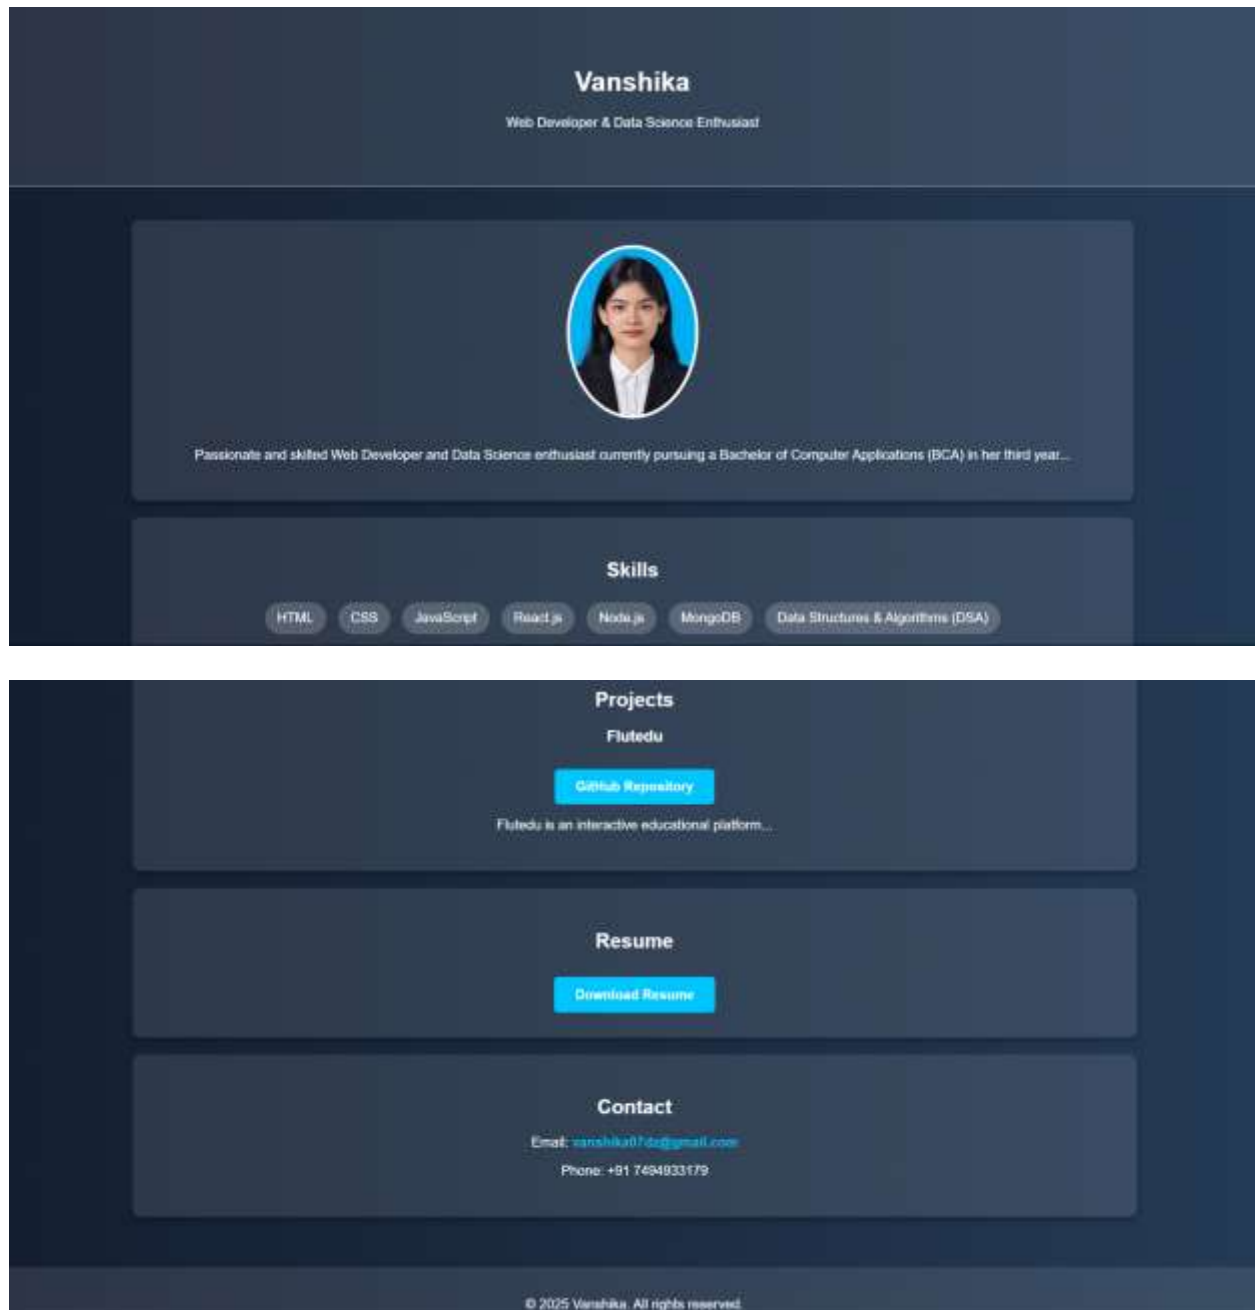 Vanshika
Web Developer & Data Science Enthusiast
Passionate and skilled Web Developer and Data Science enthusiast currently pursuing a Bachelor of Computer Applications (BCA) in her third year...
Skills
HTML CSS JavaScript React.js Node.js MongoDB Data Structures & Algorithms (DSA)
Projects
Flutedu
GitHub Repository
Flutedu is an interactive educational platform...
Resume
Download Resume
Contact
Email:
Phone: +91 7494933179
© 2025 Vanshika. All rights reserved.